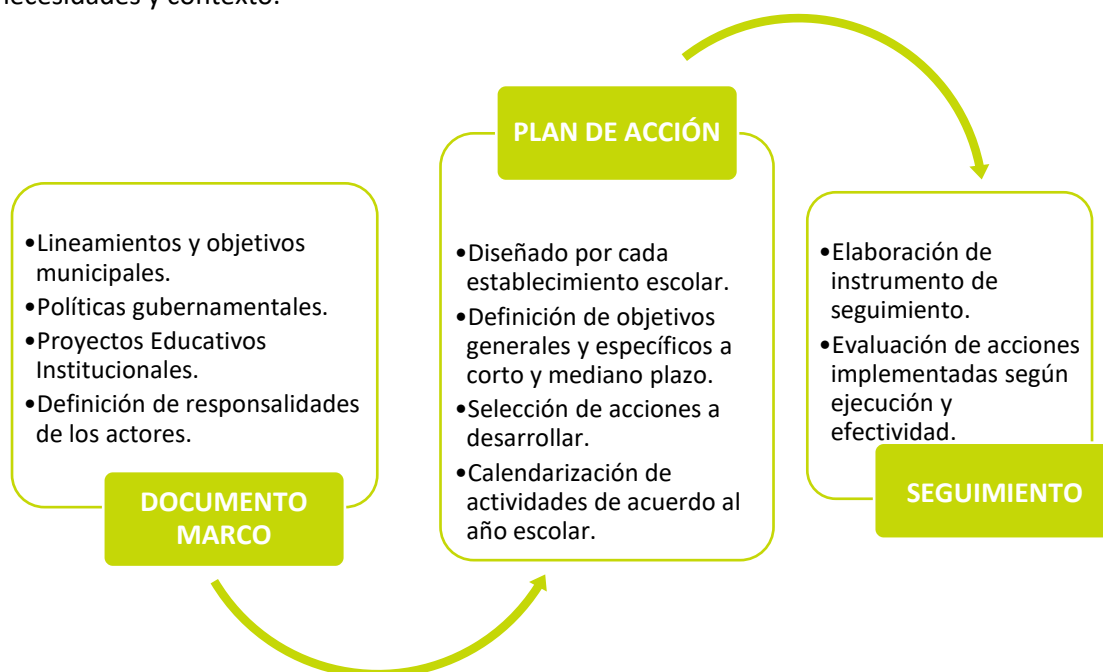 necesidades y contexto.
•Lineamientos y objetivos
municipales.
•Políticas gubernamentales.
•Proyectos Educativos
Institucionales.
•Definición de responsalidades
de los actores.
DOCUMENTO
MARCO
PLAN DE ACCIÓN
•Diseñado por cada
establecimiento escolar.
•Definición de objetivos
generales y específicos a
corto y mediano plazo.
•Selección de acciones a
desarrollar.
•Calendarización de
actividades de acuerdo al
año escolar.
•Elaboración de
instrumento de
seguimiento.
•Evaluación de acciones
implementadas según
ejecución y
efectividad.
SEGUIMIENTO